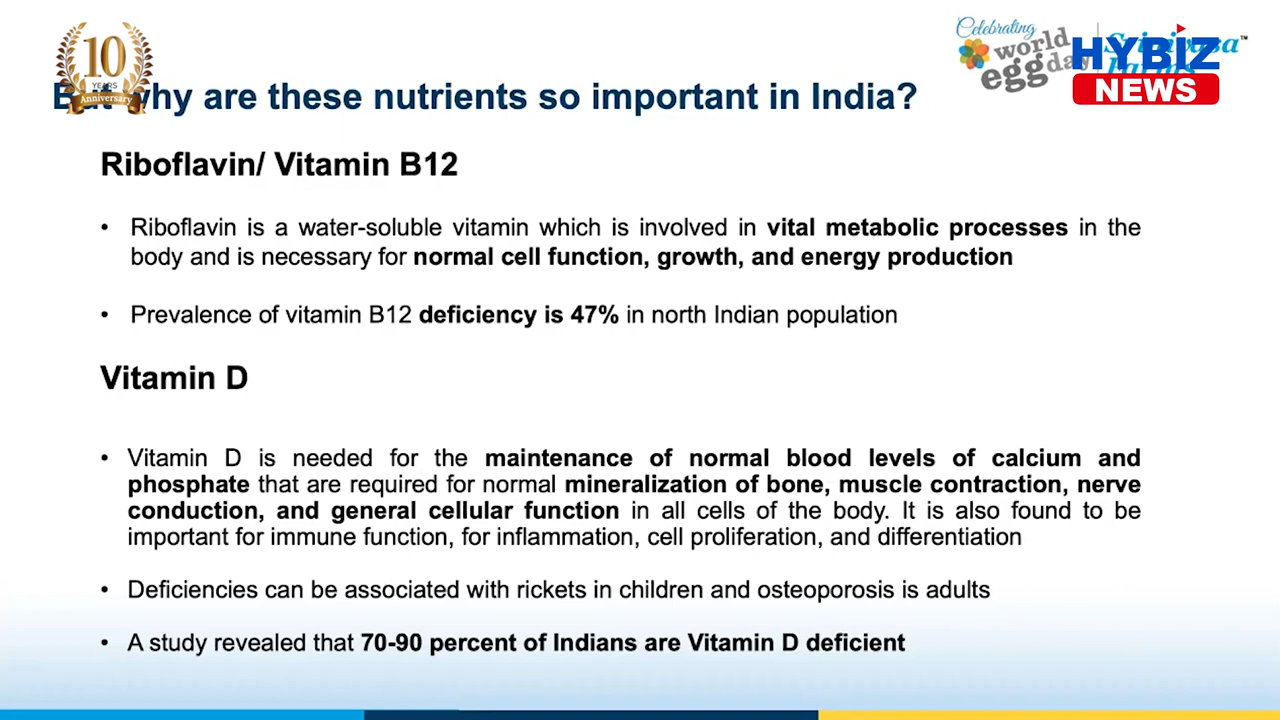 10
YEARS
Anniversary
Celebrating
world
egg day
HYBIZ
NEWS
™
But why are these nutrients so important in India?
Riboflavin/ Vitamin B12
• Riboflavin is a water-soluble vitamin which is involved in vital metabolic processes in the
body and is necessary for normal cell function, growth, and energy production
• Prevalence of vitamin B12 deficiency is 47% in north Indian population
Vitamin D
• Vitamin D is needed for the maintenance of normal blood levels of calcium and
phosphate that are required for normal mineralization of bone, muscle contraction, nerve
conduction, and general cellular function in all cells of the body. It is also found to be
important for immune function, for inflammation, cell proliferation, and differentiation
• Deficiencies can be associated with rickets in children and osteoporosis is adults
• A study revealed that 70-90 percent of Indians are Vitamin D deficient